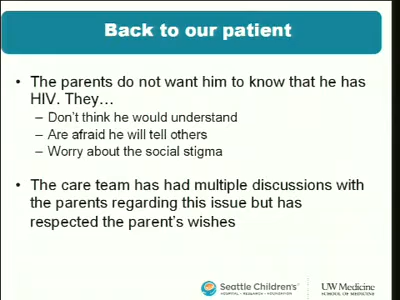 Back to our patient
• The parents do not want him to know that he has
HIV. They…
– Don't think he would understand
– Are afraid he will tell others
– Worry about the social stigma
• The care team has had multiple discussions with
the parents regarding this issue but has
respected the parent's wishes
Seattle Children's
HOSPITAL • RESEARCH • FOUNDATION
UW Medicine
SCHOOL OF MEDICINE